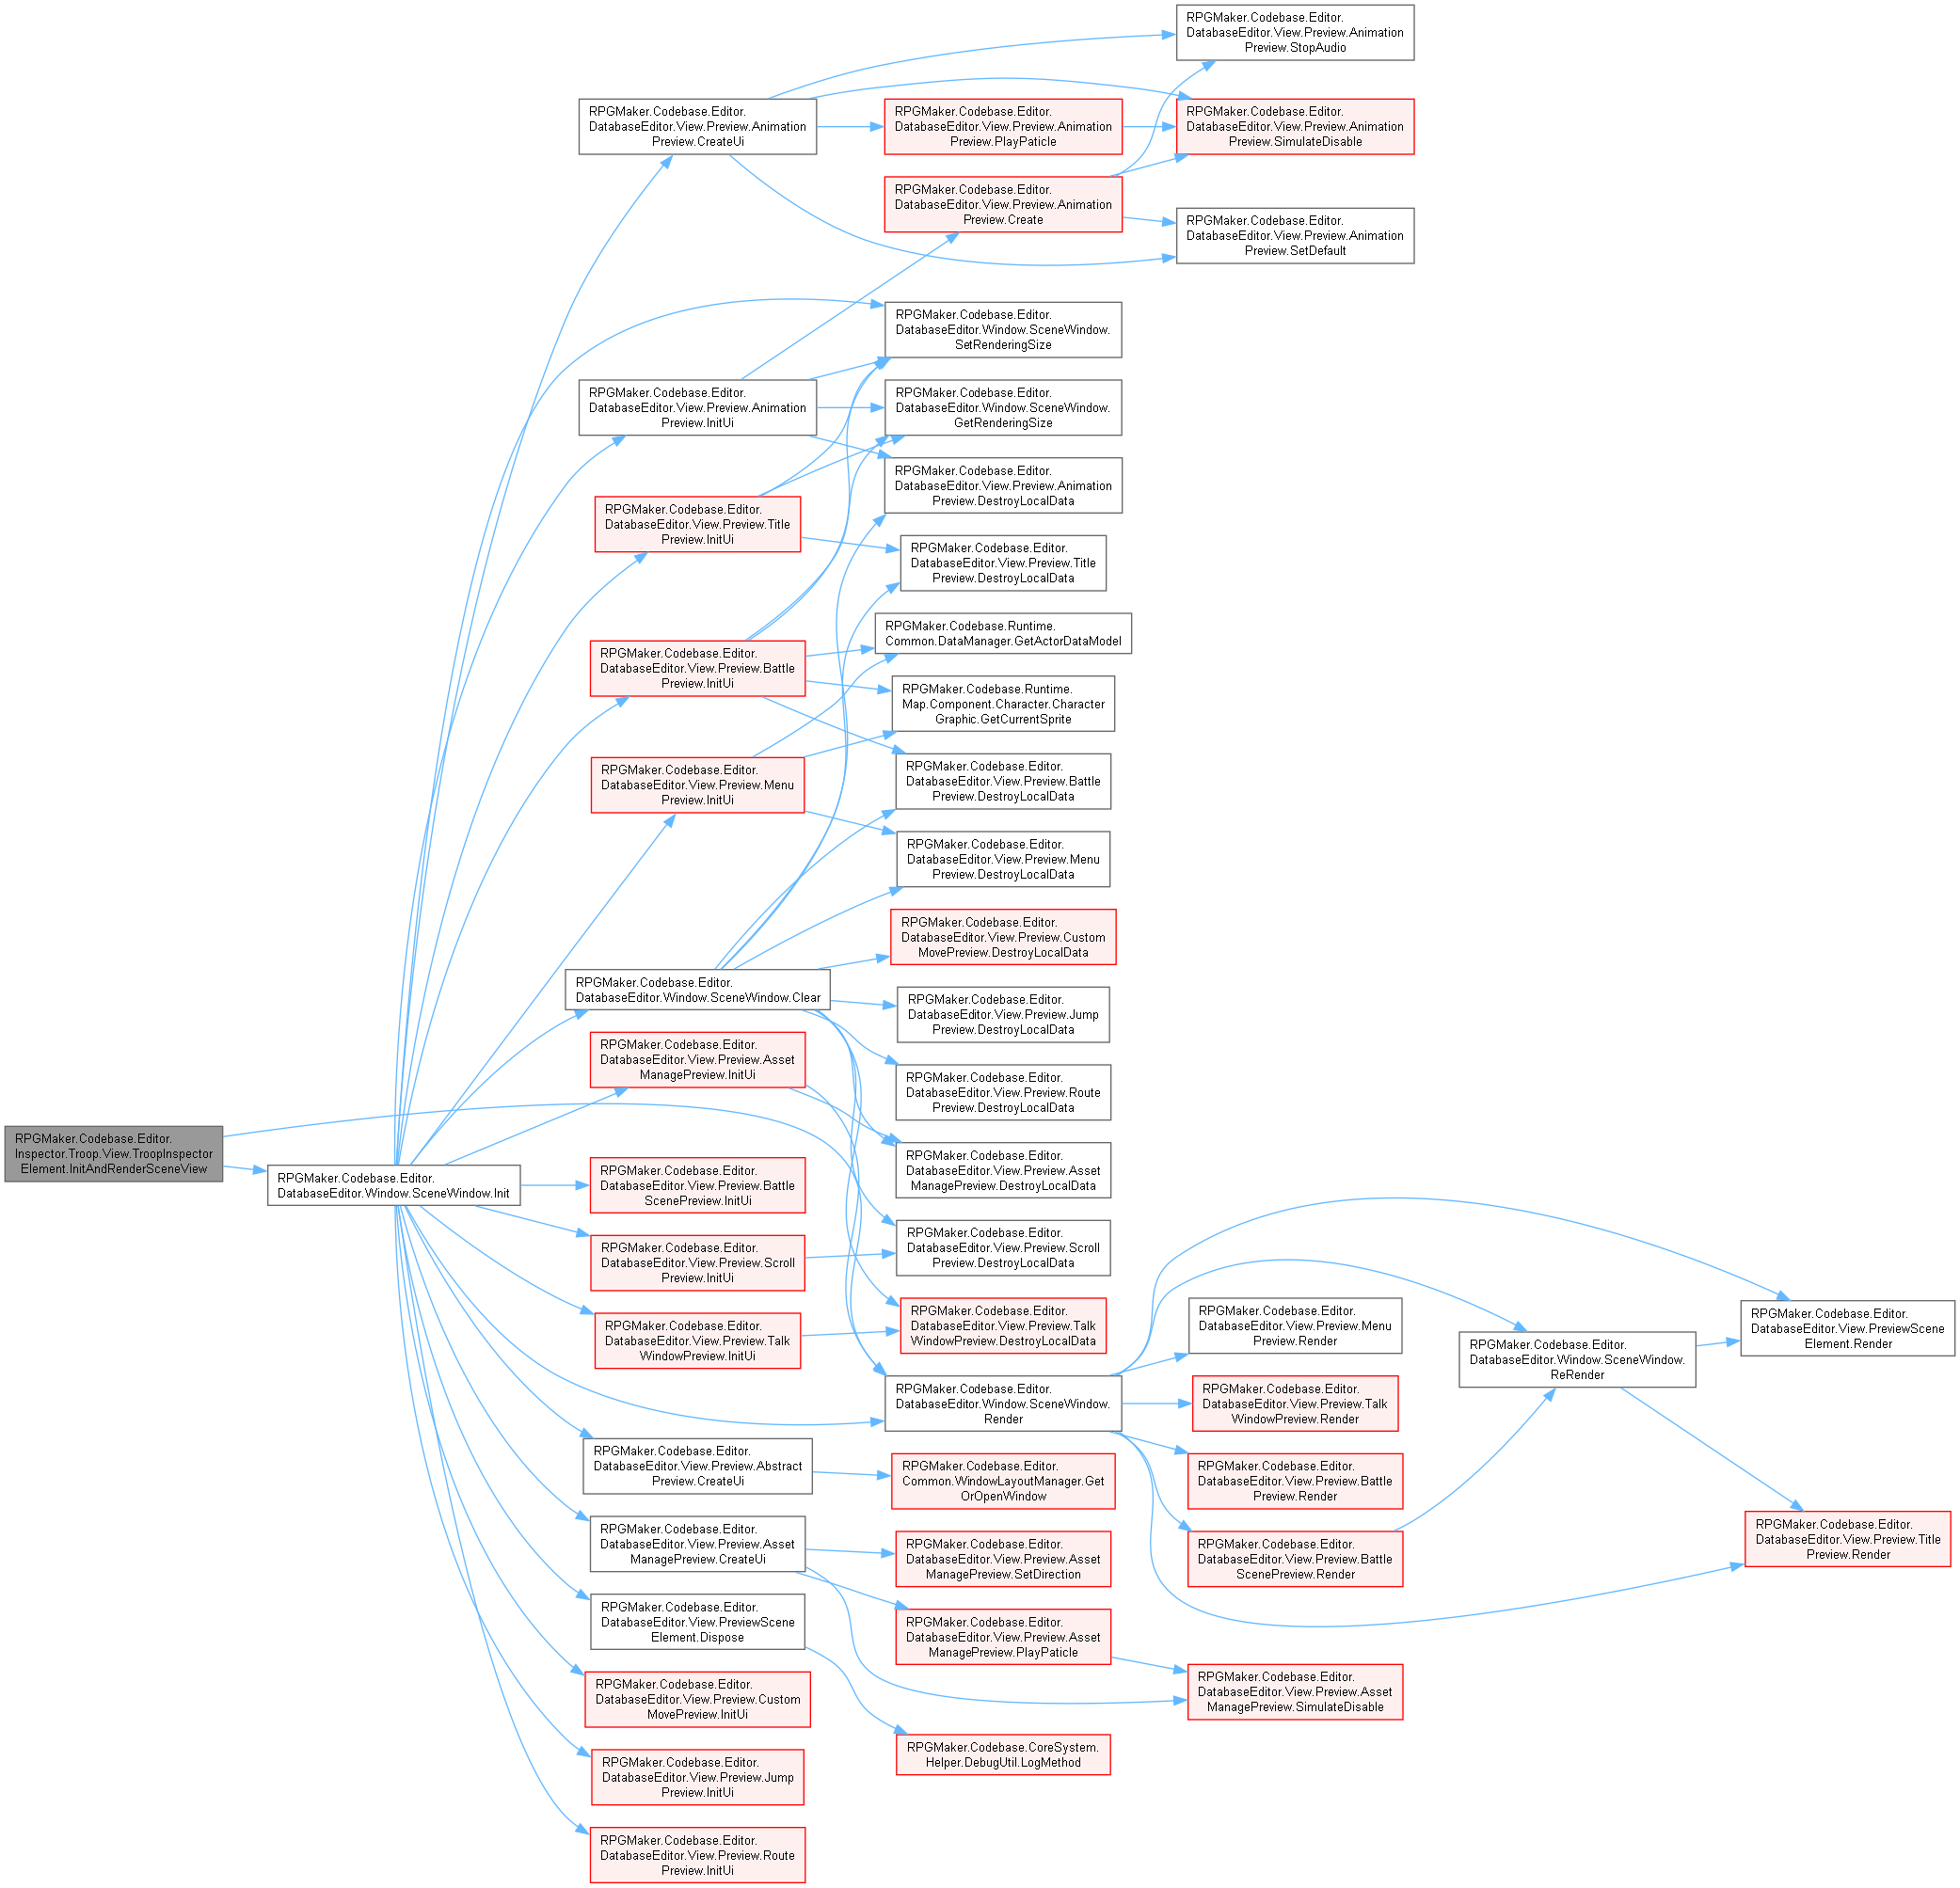 RPGMaker.Codebase.Editor.
Inspector.Troop.View.TroopInspector
Element.InitAndRenderSceneView
RPGMaker.Codebase.Editor.
DatabaseEditor.Window.SceneWindow.Init
RPGMaker.Codebase.Editor.
DatabaseEditor.View.Preview.Animation
Preview.CreateUi
RPGMaker.Codebase.Editor.
DatabaseEditor.View.Preview.Animation
Preview.InitUi
RPGMaker.Codebase.Editor.
DatabaseEditor.View.Preview.Title
Preview.InitUi
RPGMaker.Codebase.Editor.
DatabaseEditor.View.Preview.Battle
Preview.InitUi
RPGMaker.Codebase.Editor.
DatabaseEditor.View.Preview.Menu
Preview.InitUi
RPGMaker.Codebase.Editor.
DatabaseEditor.Window.SceneWindow.Clear
RPGMaker.Codebase.Editor.
DatabaseEditor.View.Preview.Asset
ManagePreview.InitUi
RPGMaker.Codebase.Editor.
DatabaseEditor.View.Preview.Battle
ScenePreview.InitUi
RPGMaker.Codebase.Editor.
DatabaseEditor.View.Preview.Scroll
Preview.InitUi
RPGMaker.Codebase.Editor.
DatabaseEditor.View.Preview.Talk
WindowPreview.InitUi
RPGMaker.Codebase.Editor.
DatabaseEditor.View.Preview.Abstract
Preview.CreateUi
RPGMaker.Codebase.Editor.
DatabaseEditor.View.Preview.Asset
ManagePreview.CreateUi
RPGMaker.Codebase.Editor.
DatabaseEditor.View.PreviewScene
Element.Dispose
RPGMaker.Codebase.Editor.
DatabaseEditor.View.Preview.Custom
MovePreview.InitUi
RPGMaker.Codebase.Editor.
DatabaseEditor.View.Preview.Jump
Preview.InitUi
RPGMaker.Codebase.Editor.
DatabaseEditor.View.Preview.Route
Preview.InitUi
RPGMaker.Codebase.Editor.
DatabaseEditor.View.Preview.Animation
Preview.PlayPaticle
RPGMaker.Codebase.Editor.
DatabaseEditor.View.Preview.Animation
Preview.Create
RPGMaker.Codebase.Editor.
DatabaseEditor.Window.SceneWindow.
SetRenderingSize
RPGMaker.Codebase.Editor.
DatabaseEditor.Window.SceneWindow.
GetRenderingSize
RPGMaker.Codebase.Editor.
DatabaseEditor.View.Preview.Animation
Preview.DestroyLocalData
RPGMaker.Codebase.Editor.
DatabaseEditor.View.Preview.Title
Preview.DestroyLocalData
RPGMaker.Codebase.Runtime.
Common.DataManager.GetActorDataModel
RPGMaker.Codebase.Runtime.
Map.Component.Character.Character
Graphic.GetCurrentSprite
RPGMaker.Codebase.Editor.
DatabaseEditor.View.Preview.Battle
Preview.DestroyLocalData
RPGMaker.Codebase.Editor.
DatabaseEditor.View.Preview.Menu
Preview.DestroyLocalData
RPGMaker.Codebase.Editor.
DatabaseEditor.View.Preview.Custom
MovePreview.DestroyLocalData
RPGMaker.Codebase.Editor.
DatabaseEditor.View.Preview.Jump
Preview.DestroyLocalData
RPGMaker.Codebase.Editor.
DatabaseEditor.View.Preview.Route
Preview.DestroyLocalData
RPGMaker.Codebase.Editor.
DatabaseEditor.View.Preview.Asset
ManagePreview.DestroyLocalData
RPGMaker.Codebase.Editor.
DatabaseEditor.View.Preview.Scroll
Preview.DestroyLocalData
RPGMaker.Codebase.Editor.
DatabaseEditor.View.Preview.Talk
WindowPreview.DestroyLocalData
RPGMaker.Codebase.Editor.
DatabaseEditor.Window.SceneWindow.
Render
RPGMaker.Codebase.Editor.
Common.WindowLayoutManager.Get
OrOpenWindow
RPGMaker.Codebase.Editor.
DatabaseEditor.View.Preview.Asset
ManagePreview.SetDirection
RPGMaker.Codebase.Editor.
DatabaseEditor.View.Preview.Asset
ManagePreview.PlayPaticle
RPGMaker.Codebase.CoreSystem.
Helper.DebugUtil.LogMethod
RPGMaker.Codebase.Editor.
DatabaseEditor.View.Preview.Animation
Preview.StopAudio
RPGMaker.Codebase.Editor.
DatabaseEditor.View.Preview.Animation
Preview.SimulateDisable
RPGMaker.Codebase.Editor.
DatabaseEditor.View.Preview.Animation
Preview.SetDefault
RPGMaker.Codebase.Editor.
DatabaseEditor.View.Preview.Menu
Preview.Render
RPGMaker.Codebase.Editor.
DatabaseEditor.View.Preview.Talk
WindowPreview.Render
RPGMaker.Codebase.Editor.
DatabaseEditor.View.Preview.Battle
Preview.Render
RPGMaker.Codebase.Editor.
DatabaseEditor.View.Preview.Battle
ScenePreview.Render
RPGMaker.Codebase.Editor.
DatabaseEditor.View.Preview.Asset
ManagePreview.SimulateDisable
RPGMaker.Codebase.Editor.
DatabaseEditor.Window.SceneWindow.
ReRender
RPGMaker.Codebase.Editor.
DatabaseEditor.View.PreviewScene
Element.Render
RPGMaker.Codebase.Editor.
DatabaseEditor.View.Preview.Title
Preview.Render